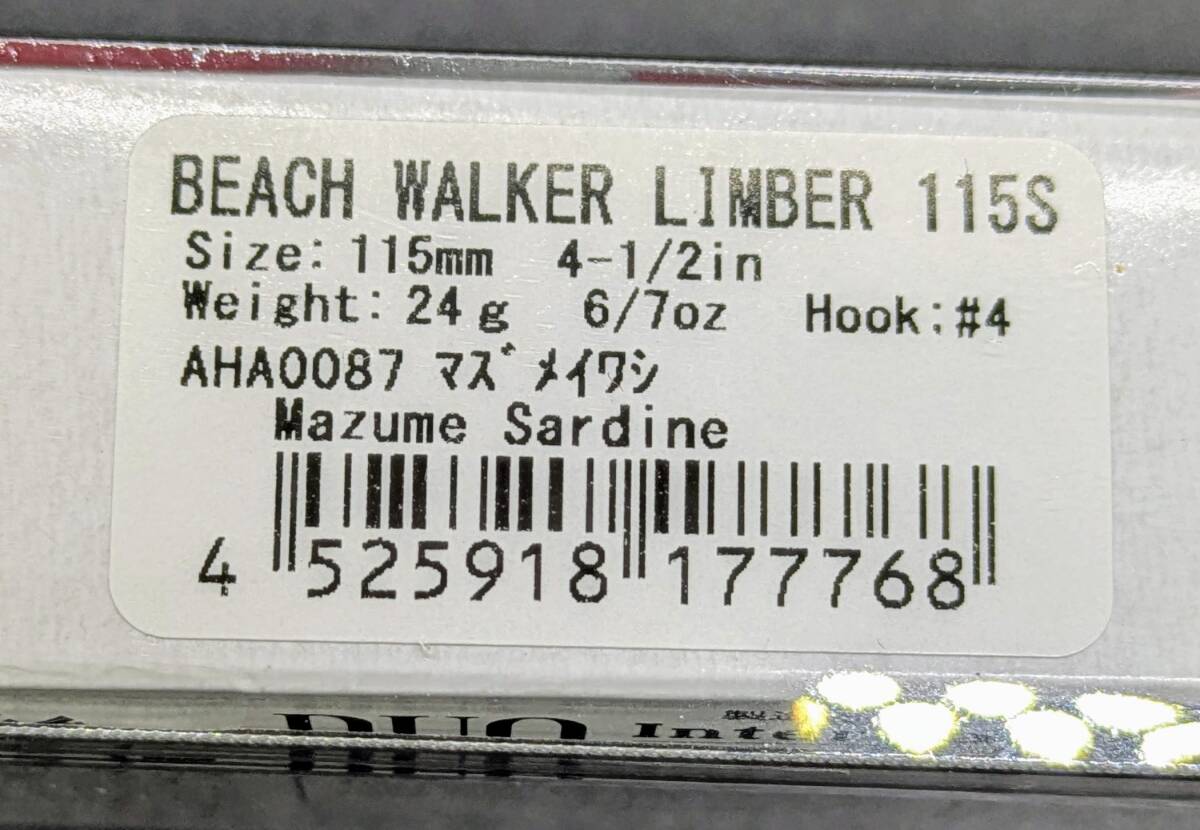 BEACH WALKER LIMBER 115S
Size: 115mm 4-1/2in
Weight: 24g 6/7oz Hook:#4
AHA0087 マズメイワシ
Mazume Sardine
4 525918 177768
DUO